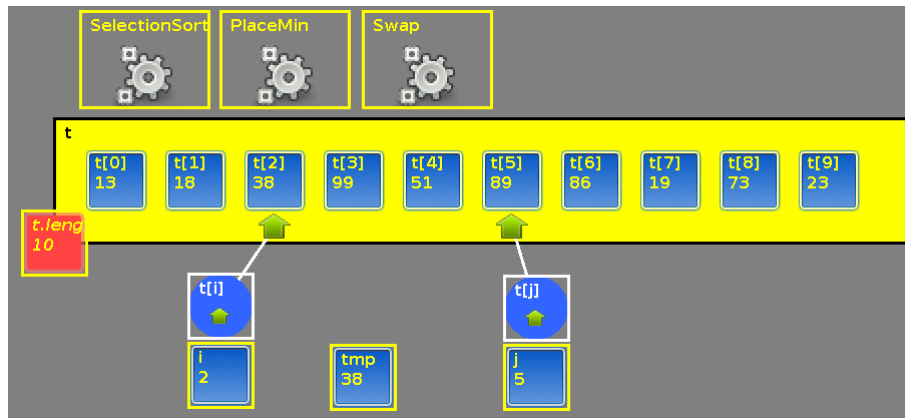 SelectionSort PlaceMin Swap
t
t[0] t[1] t[2] t[3] t[4] t[5] t[6] t[7] t[8] t[9]
13 18 38 99 51 89 86 19 73 23
t.leng
10
t[i] t[j]
i tmp j
2 38 5